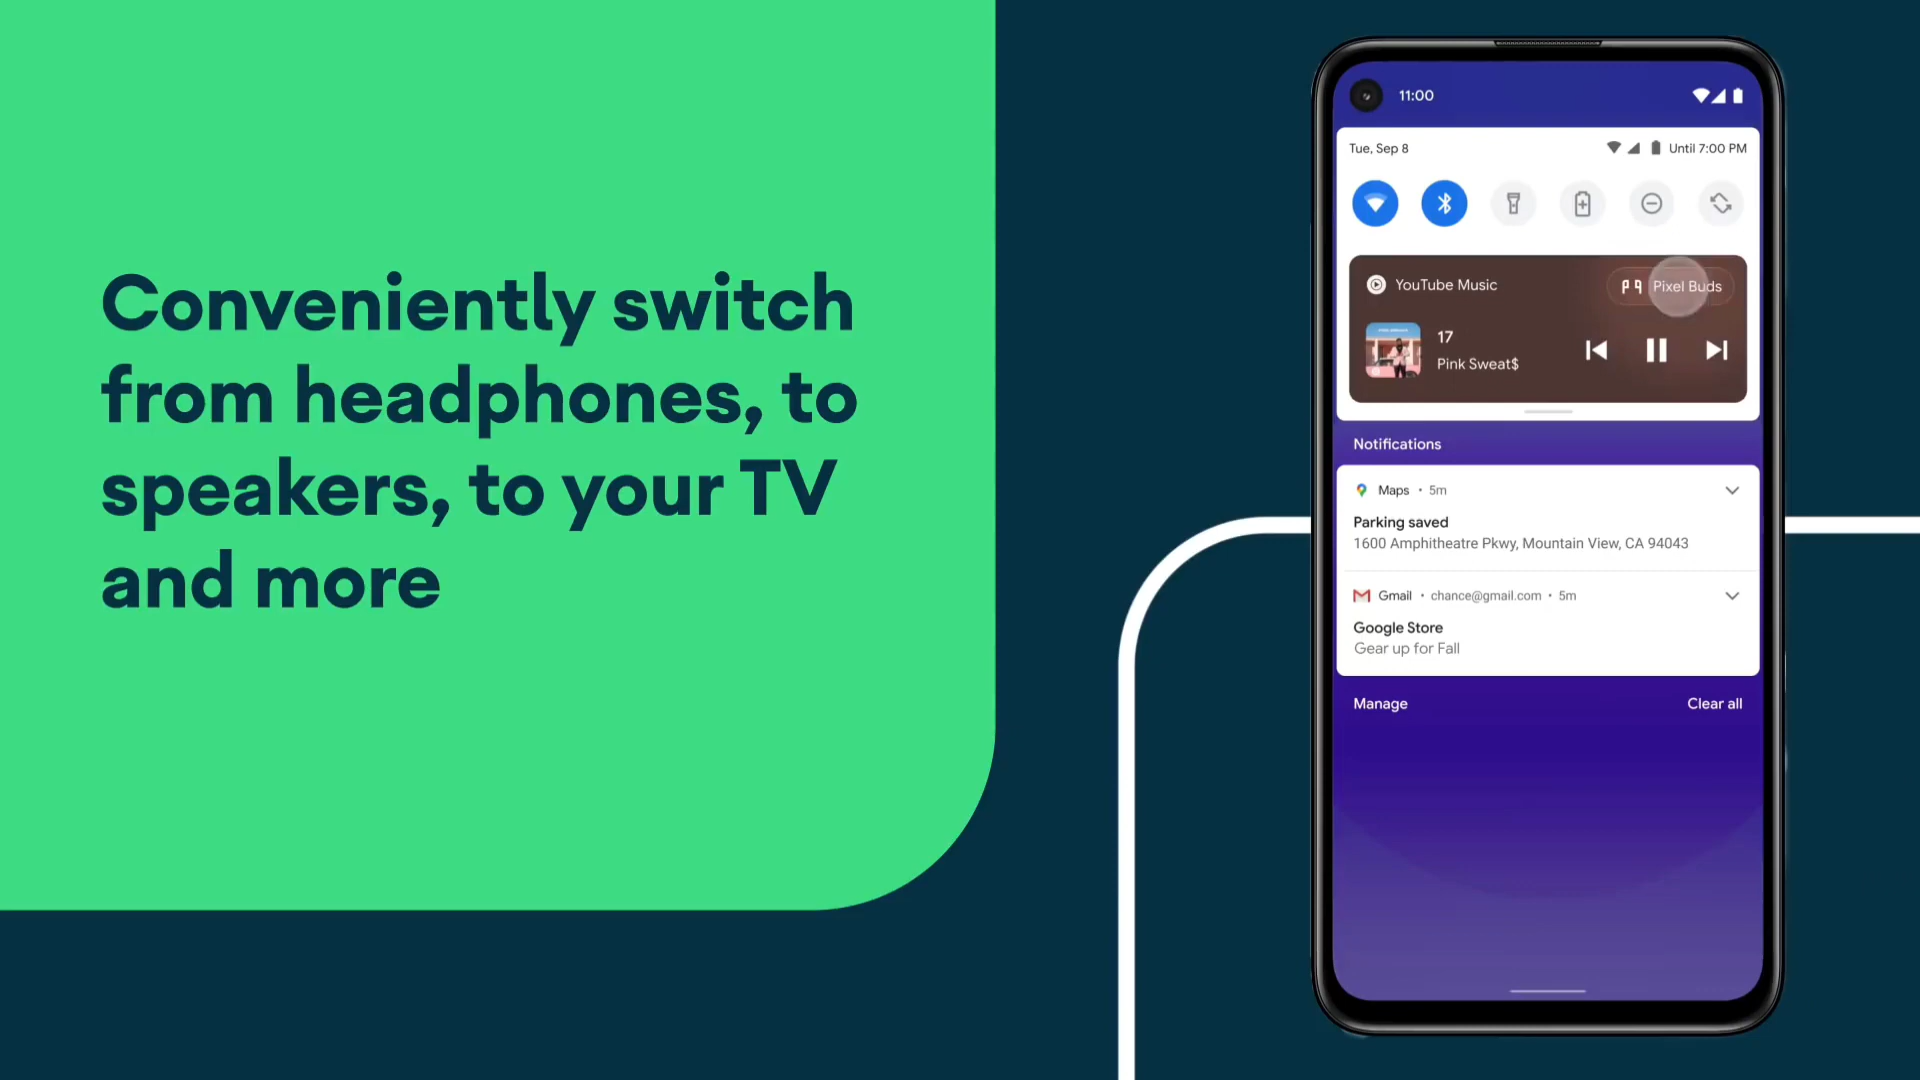 Conveniently switch
from headphones, to
speakers, to your TV
and more
11:00
Tue, Sep 8
Until 7:00 PM
YouTube Music
Pixel Buds
17
Pink Sweat$
Notifications
Maps • 5m
Parking saved
1600 Amphitheatre Pkwy, Mountain View, CA 94043
Gmail • chance@gmail.com • 5m
Google Store
Gear up for Fall
Manage
Clear all